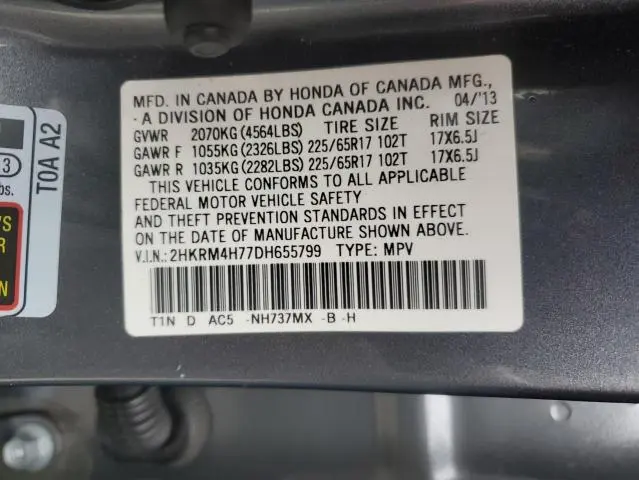 MFD. IN CANADA BY HONDA OF CANADA MFG.,
- A DIVISION OF HONDA CANADA INC. 04/'13
GVWR 2070KG(4564LBS) TIRE SIZE RIM SIZE
GAWR F 1055KG(2326LBS) 225/65R17 102T 17X6.5J
GAWR R 1035KG(2282LBS) 225/65R17 102T 17X6.5J
THIS VEHICLE CONFORMS TO ALL APPLICABLE
FEDERAL MOTOR VEHICLE SAFETY
AND THEFT PREVENTION STANDARDS IN EFFECT
ON THE DATE OF MANUFACTURE SHOWN ABOVE.
V.I.N.: 2HKRM4H77DH655799 TYPE: MPV
T1N D AC5 -NH737MX -B -H
T0A A2
3
bs.